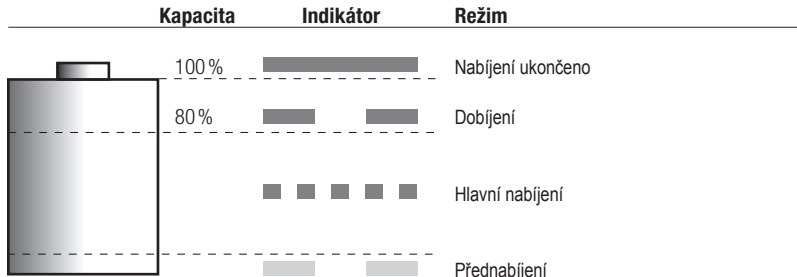 Kapacita Indikátor Režim
100 % Nabíjení ukončeno
80 % Dobíjení
Hlavní nabíjení
Přednabíjení